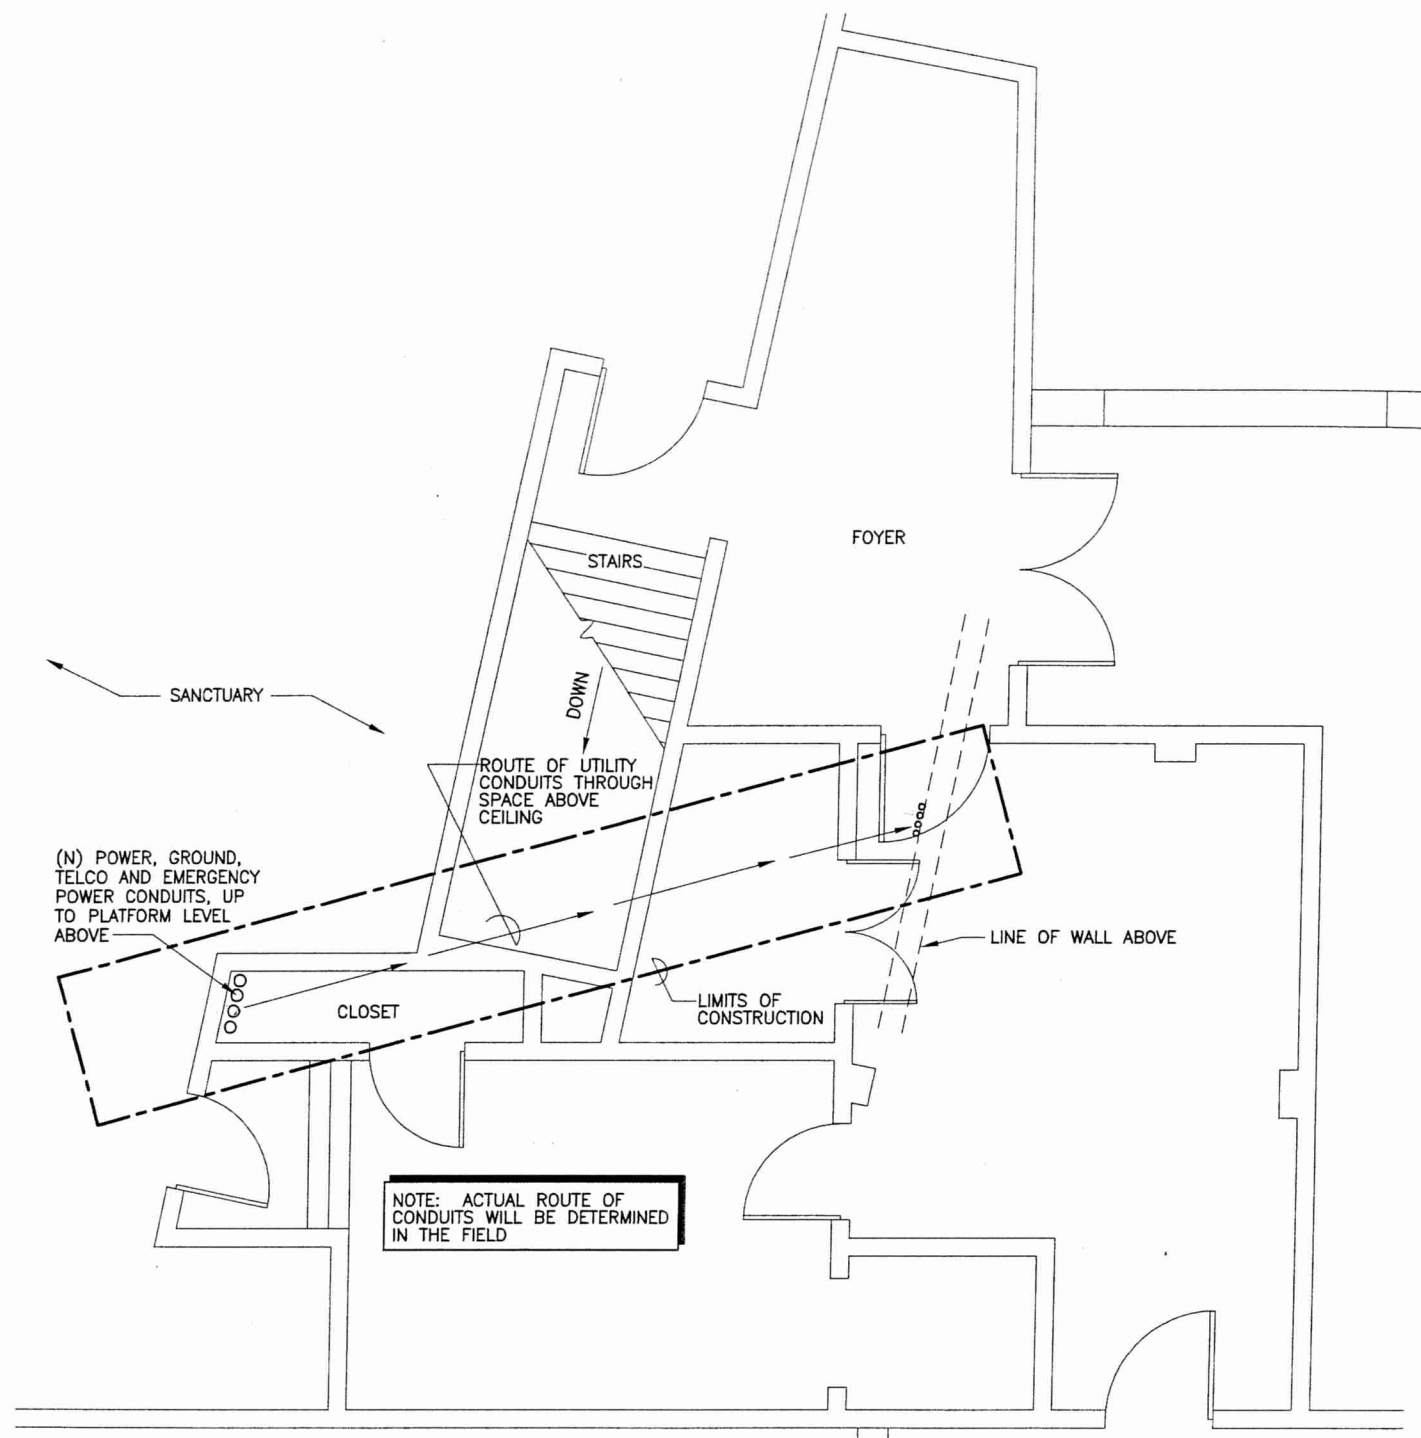 FOYER
STAIRS
DOWN
SANCTUARY
ROUTE OF UTILITY
CONDUITS THROUGH
SPACE ABOVE
CEILING
(N) POWER, GROUND,
TELCO AND EMERGENCY
POWER CONDUITS, UP
TO PLATFORM LEVEL
ABOVE
LINE OF WALL ABOVE
CLOSET
LIMITS OF
CONSTRUCTION
NOTE: ACTUAL ROUTE OF
CONDUITS WILL BE DETERMINED
IN THE FIELD